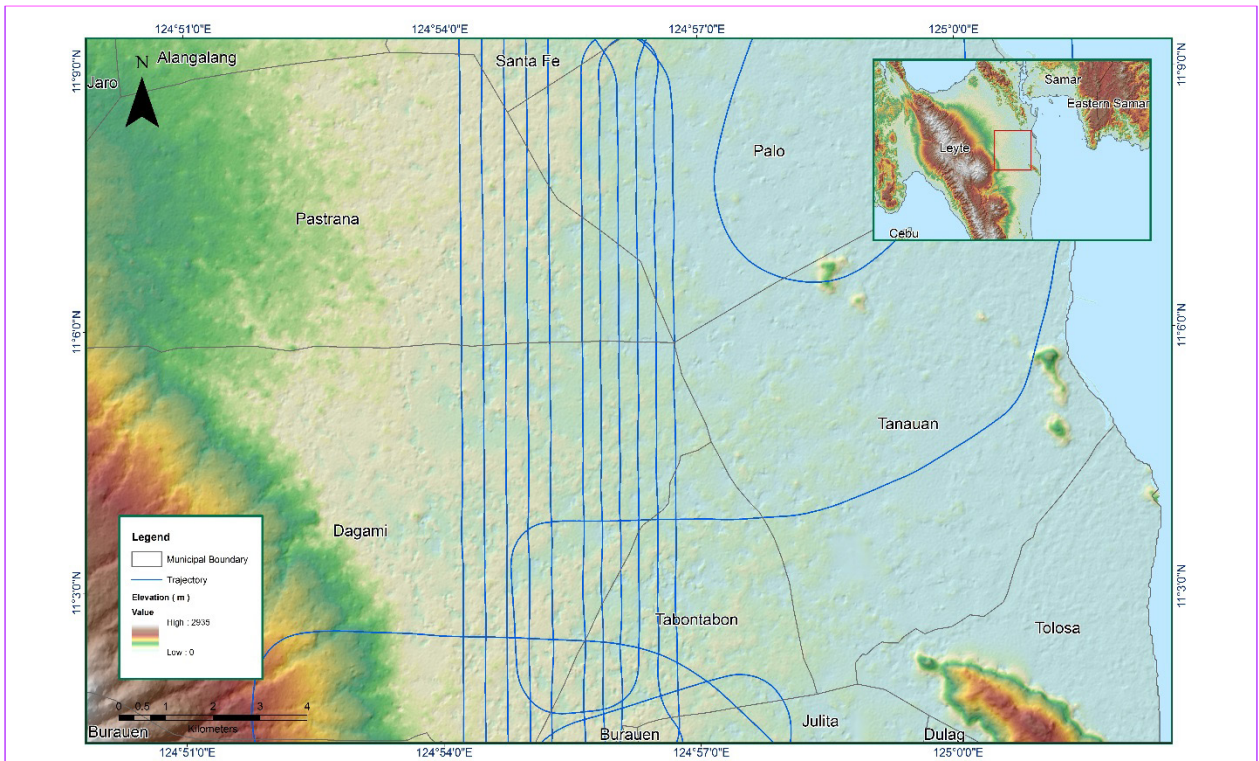 124°51'0"E
124°54'0"E
124°57'0"E
125°0'0"E
11°9'0"N
11°9'0"N
N
Alangalang
Jaro
Santa Fe
Palo
Pastrana
Samar
Eastern Samar
Leyte
Cebu
11°6'0"N
11°6'0"N
Tanauan
Dagami
Legend
Municipal Boundary
Trajectory
Elevation ( m )
Value
High : 2935
Low : 0
11°3'0"N
11°3'0"N
Tabontabon
Tolosa
0 0.5 1 2 3 4
Kilometers
Burauen
Burauen
Julita
Dulag
124°51'0"E
124°54'0"E
124°57'0"E
125°0'0"E